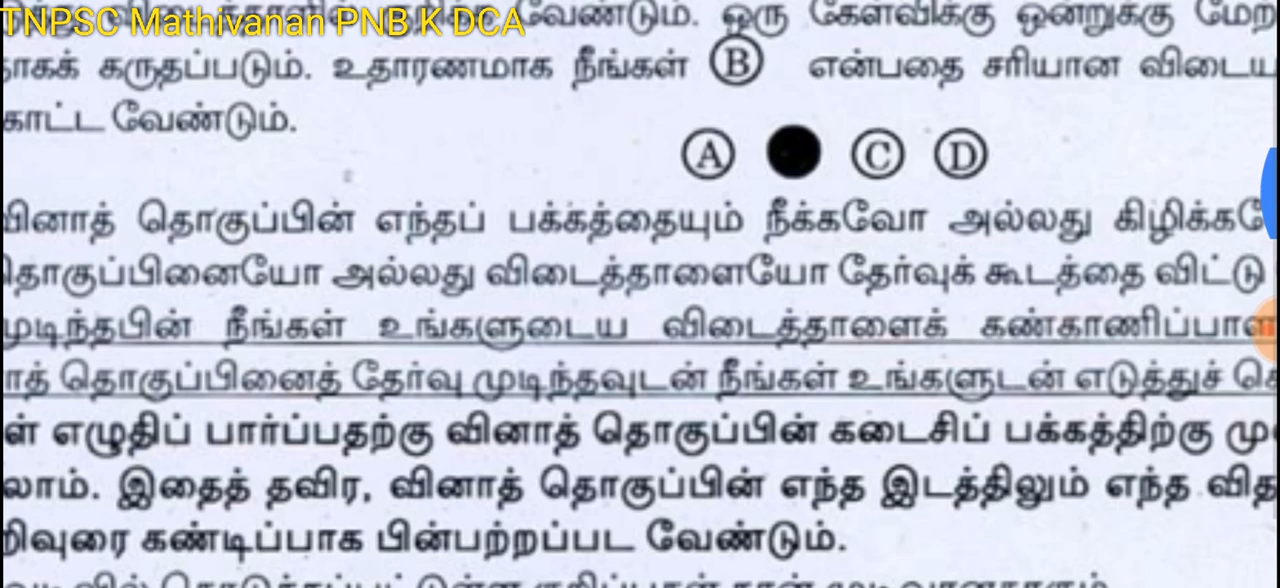 TNPSC Mathivanan PNB K DCA
வேண்டும். ஒரு கேள்விக்கு ஒன்றுக்கு மேற
தாகக் கருதப்படும். உதாரணமாக நீங்கள் B என்பதை சரியான விடைய
காட்ட வேண்டும்.
A C D
வினாத் தொகுப்பின் எந்தப் பக்கத்தையும் நீக்கவோ அல்லது கிழிக்கவே
தொகுப்பினையோ அல்லது விடைத்தாளையோ தேர்வுக் கூடத்தை விட்டு
முடிந்தபின் நீங்கள் உங்களுடைய விடைத்தாளைக் கண்காணிப்பாள
ாத் தொகுப்பினைத் தேர்வு முடிந்தவுடன் நீங்கள் உங்களுடன் எடுத்துச்
ள் எழுதிப் பார்ப்பதற்கு வினாத் தொகுப்பின் கடைசிப் பக்கத்திற்கு மு
லாம். இதைத் தவிர, வினாத் தொகுப்பின் எந்த இடத்திலும் எந்த வித
றிவுரை கண்டிப்பாக பின்பற்றப்பட வேண்டும்.